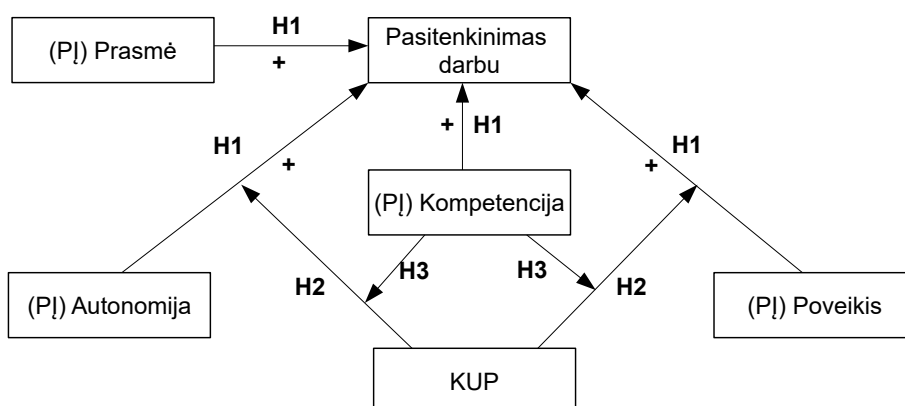 H1
(PĮ) Prasmė
Pasitenkinimas
darbu
+
H1
+
H1
H1
+
+
(PĮ) Kompetencija
H3
H3
H2
H2
(PĮ) Autonomija
(PĮ) Poveikis
KUP